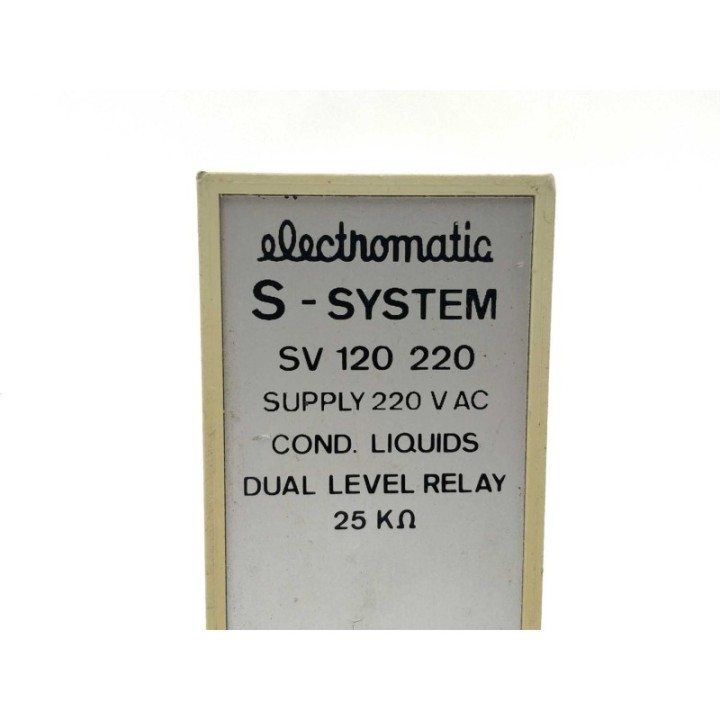 electromatic
S - SYSTEM
SV 120 220
SUPPLY 220 V AC
COND. LIQUIDS
DUAL LEVEL RELAY
25 KΩ